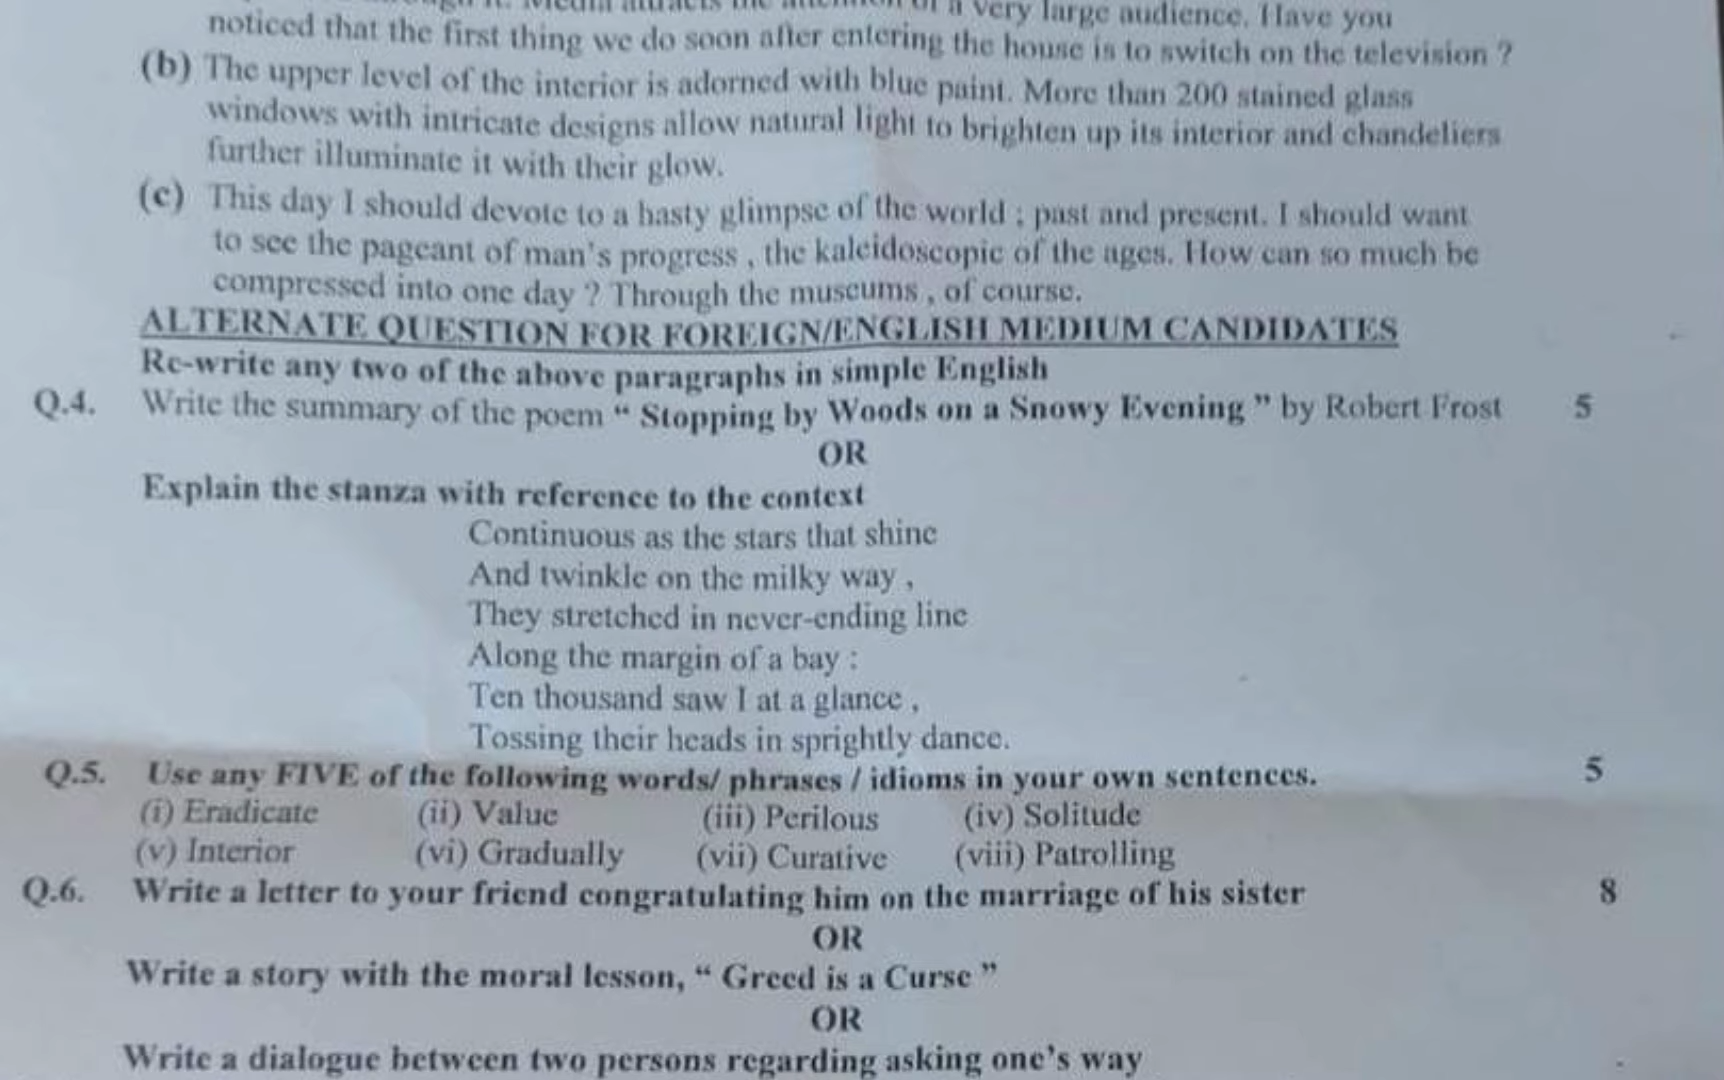 the attention of a very large audience. Have you
noticed that the first thing we do soon after entering the house is to switch on the television ?
(b) The upper level of the interior is adorned with blue paint. More than 200 stained glass
windows with intricate designs allow natural light to brighten up its interior and chandeliers
further illuminate it with their glow.
(c) This day I should devote to a hasty glimpse of the world ; past and present. I should want
to see the pageant of man's progress , the kaleidoscopic of the ages. How can so much be
compressed into one day ? Through the museums , of course.
ALTERNATE QUESTION FOR FOREIGN/ENGLISH MEDIUM CANDIDATES
Re-write any two of the above paragraphs in simple English
Q.4. Write the summary of the poem “ Stopping by Woods on a Snowy Evening ” by Robert Frost 5
OR
Explain the stanza with reference to the context
Continuous as the stars that shine
And twinkle on the milky way ,
They stretched in never-ending line
Along the margin of a bay :
Ten thousand saw I at a glance ,
Tossing their heads in sprightly dance.
Q.5. Use any FIVE of the following words/ phrases / idioms in your own sentences. 5
(i) Eradicate (ii) Value (iii) Perilous (iv) Solitude
(v) Interior (vi) Gradually (vii) Curative (viii) Patrolling
Q.6. Write a letter to your friend congratulating him on the marriage of his sister 8
OR
Write a story with the moral lesson, “ Greed is a Curse ”
OR
Write a dialogue between two persons regarding asking one's way